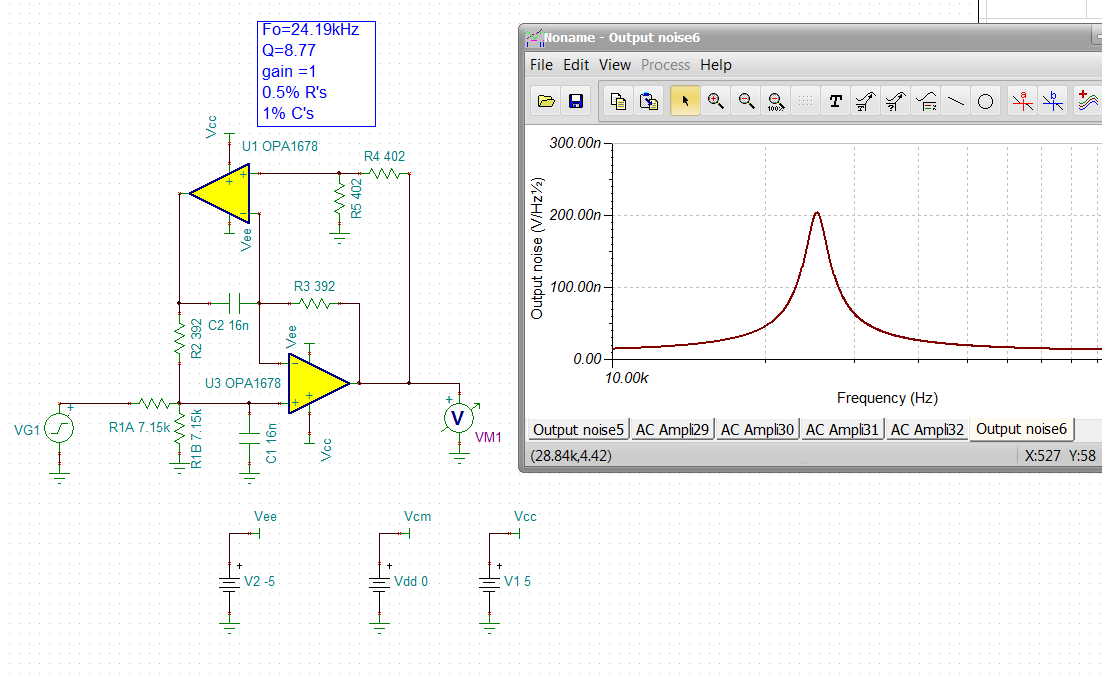 Fo=24.19kHz
Q=8.77
gain =1
0.5% R's
1% C's
Vcc
U1 OPA1678
R4 402
R5 402
Vee
R3 392
C2 16n
R2 392
Vee
U3 OPA1678
VG1
R1A 7.15k
R1B 7.15k
C1 16n
Vcc
V
VM1
Vee
Vcm
Vcc
V2 -5
Vdd 0
V1 5
Noname - Output noise6
File Edit View Process Help
100%
T
a
b
300.00n
200.00n
100.00n
0.00
Output noise (V/Hz½)
10.00k
Frequency (Hz)
Output noise5 AC Ampli29 AC Ampli30 AC Ampli31 AC Ampli32 Output noise6
(28.84k,4.42) X:527 Y:58